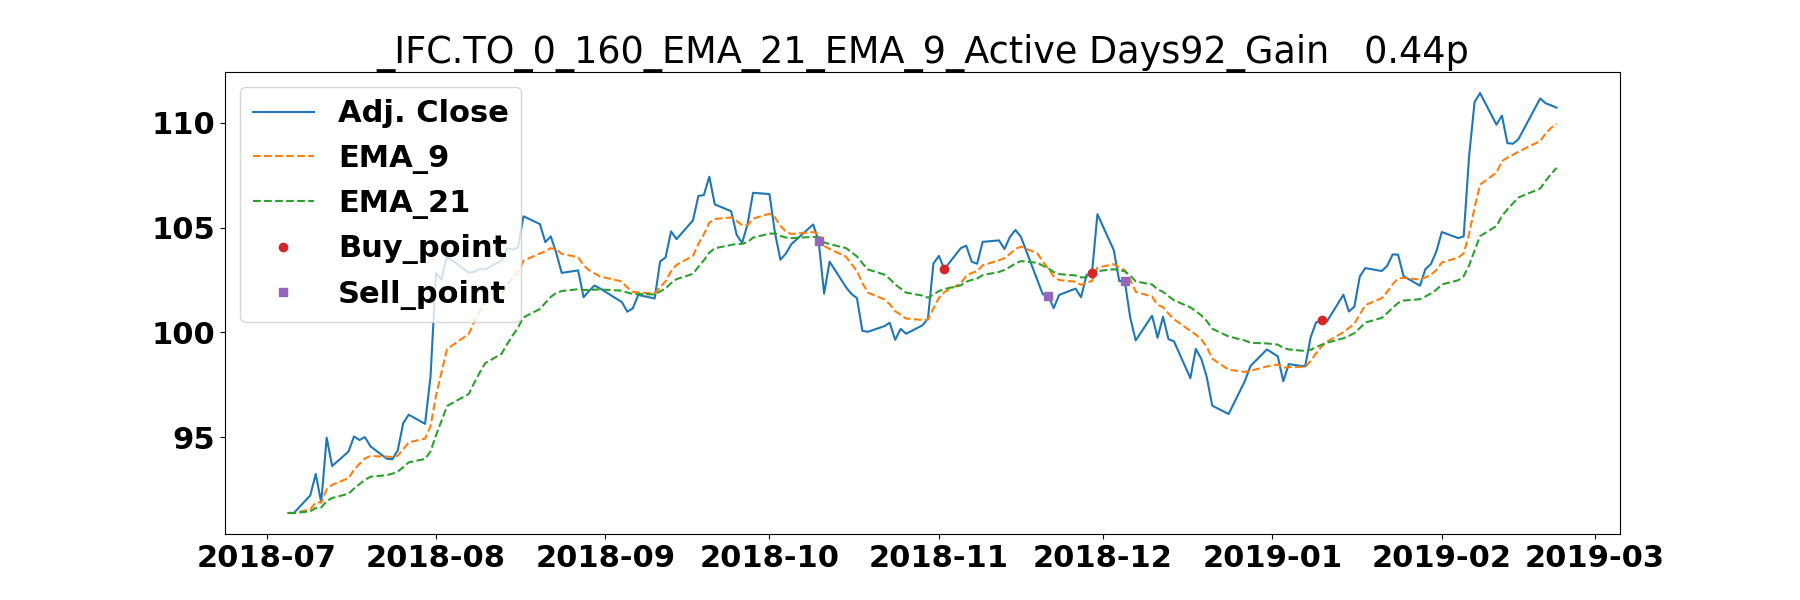 _IFC.TO_0_160_EMA_21_EMA_9_Active Days92_Gain   0.44p
Adj. Close
EMA_9
EMA_21
Buy_point
Sell_point
110
105
100
95
2018-07 2018-08 2018-09 2018-10 2018-11 2018-12 2019-01 2019-02 2019-03